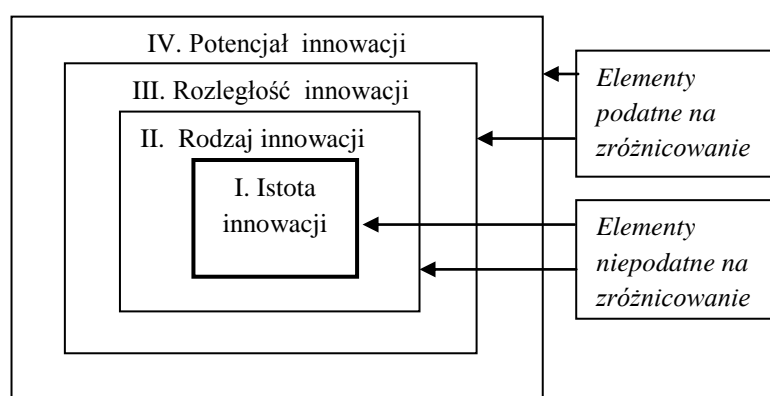 IV. Potencjał innowacji
III. Rozległość innowacji
II. Rodzaj innowacji
I. Istota
innowacji
Elementy
podatne na
zróżnicowanie
Elementy
niepodatne na
zróżnicowanie